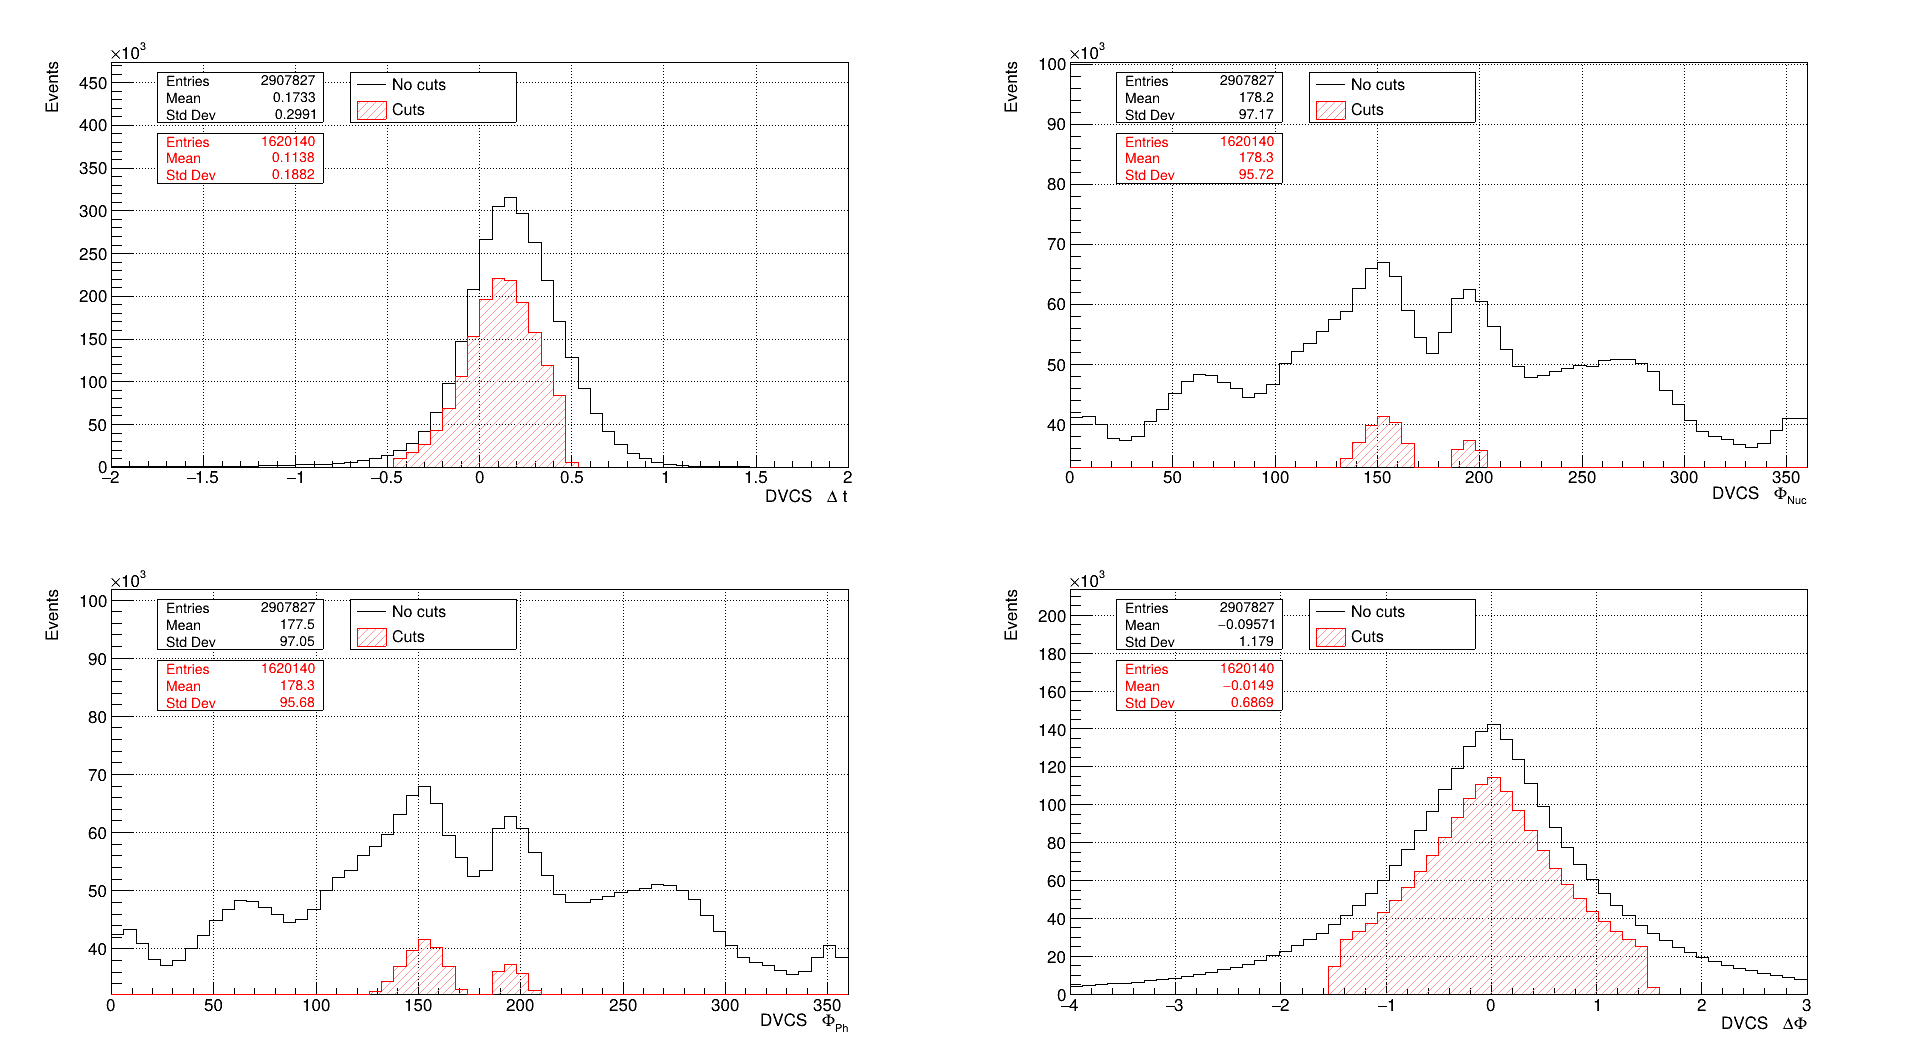 ×10³
Events
450
400
350
300
250
200
150
100
50
0
Entries 2907827
Mean 0.1733
Std Dev 0.2991
Entries 1620140
Mean 0.1138
Std Dev 0.1882
No cuts
Cuts
−2 −1.5 −1 −0.5 0 0.5 1 1.5 2
DVCS Δ t
×10³
Events
100
90
80
70
60
50
40
Entries 2907827
Mean 178.2
Std Dev 97.17
Entries 1620140
Mean 178.3
Std Dev 95.72
No cuts
Cuts
0 50 100 150 200 250 300 350
DVCS Φ_Nuc
×10³
Events
100
90
80
70
60
50
40
Entries 2907827
Mean 177.5
Std Dev 97.05
Entries 1620140
Mean 178.3
Std Dev 95.68
No cuts
Cuts
0 50 100 150 200 250 300 350
DVCS Φ_Ph
×10³
Events
200
180
160
140
120
100
80
60
40
20
0
Entries 2907827
Mean −0.09571
Std Dev 1.179
Entries 1620140
Mean −0.0149
Std Dev 0.6869
No cuts
Cuts
−4 −3 −2 −1 0 1 2 3
DVCS ΔΦ